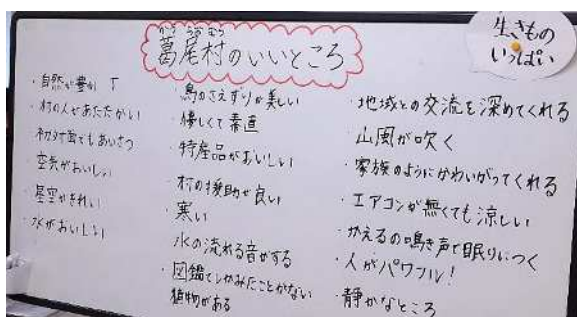 かつらおむら
葛尾村のいいところ
生きもの
いっぱい
・自然が豊か
・村の人があたたかい
・初対面でもあいさつ
・空気がおいしい
・星空がきれい
・水がおいしい
・鳥のさえずりが美しい
・優しくて素直
・特産品がおいしい
・村の援助が良い
・寒い
・水の流れる音がする
・図鑑でしかみたことがない
植物がある
・地域との交流を深めてくれる
・山風が吹く
・家族のようにかわいがってくれる
・エアコンが無くても涼しい
・かえるの鳴き声で眠りにつく
・人がパワフル!
・静かなところ